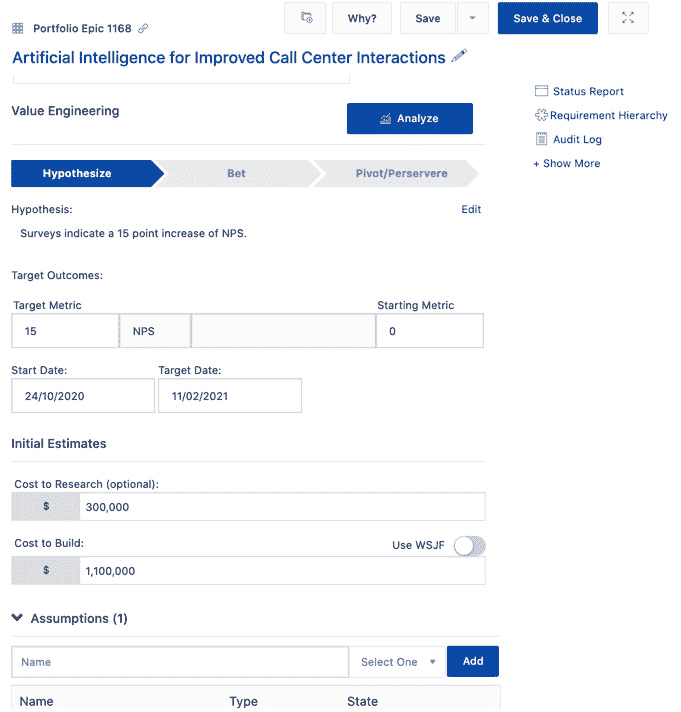 Portfolio Epic 1168
Why?
Save
Save & Close
Artificial Intelligence for Improved Call Center Interactions
Status Report
Requirement Hierarchy
Audit Log
+ Show More
Value Engineering
Analyze
Hypothesize
Bet
Pivot/Perservere
Hypothesis:
Edit
Surveys indicate a 15 point increase of NPS.
Target Outcomes:
Target Metric
Starting Metric
15
NPS
0
Start Date:
Target Date:
24/10/2020
11/02/2021
Initial Estimates
Cost to Research (optional):
$
300,000
Cost to Build:
Use WSJF
$
1,100,000
Assumptions (1)
Name
Select One
Add
Name
Type
State